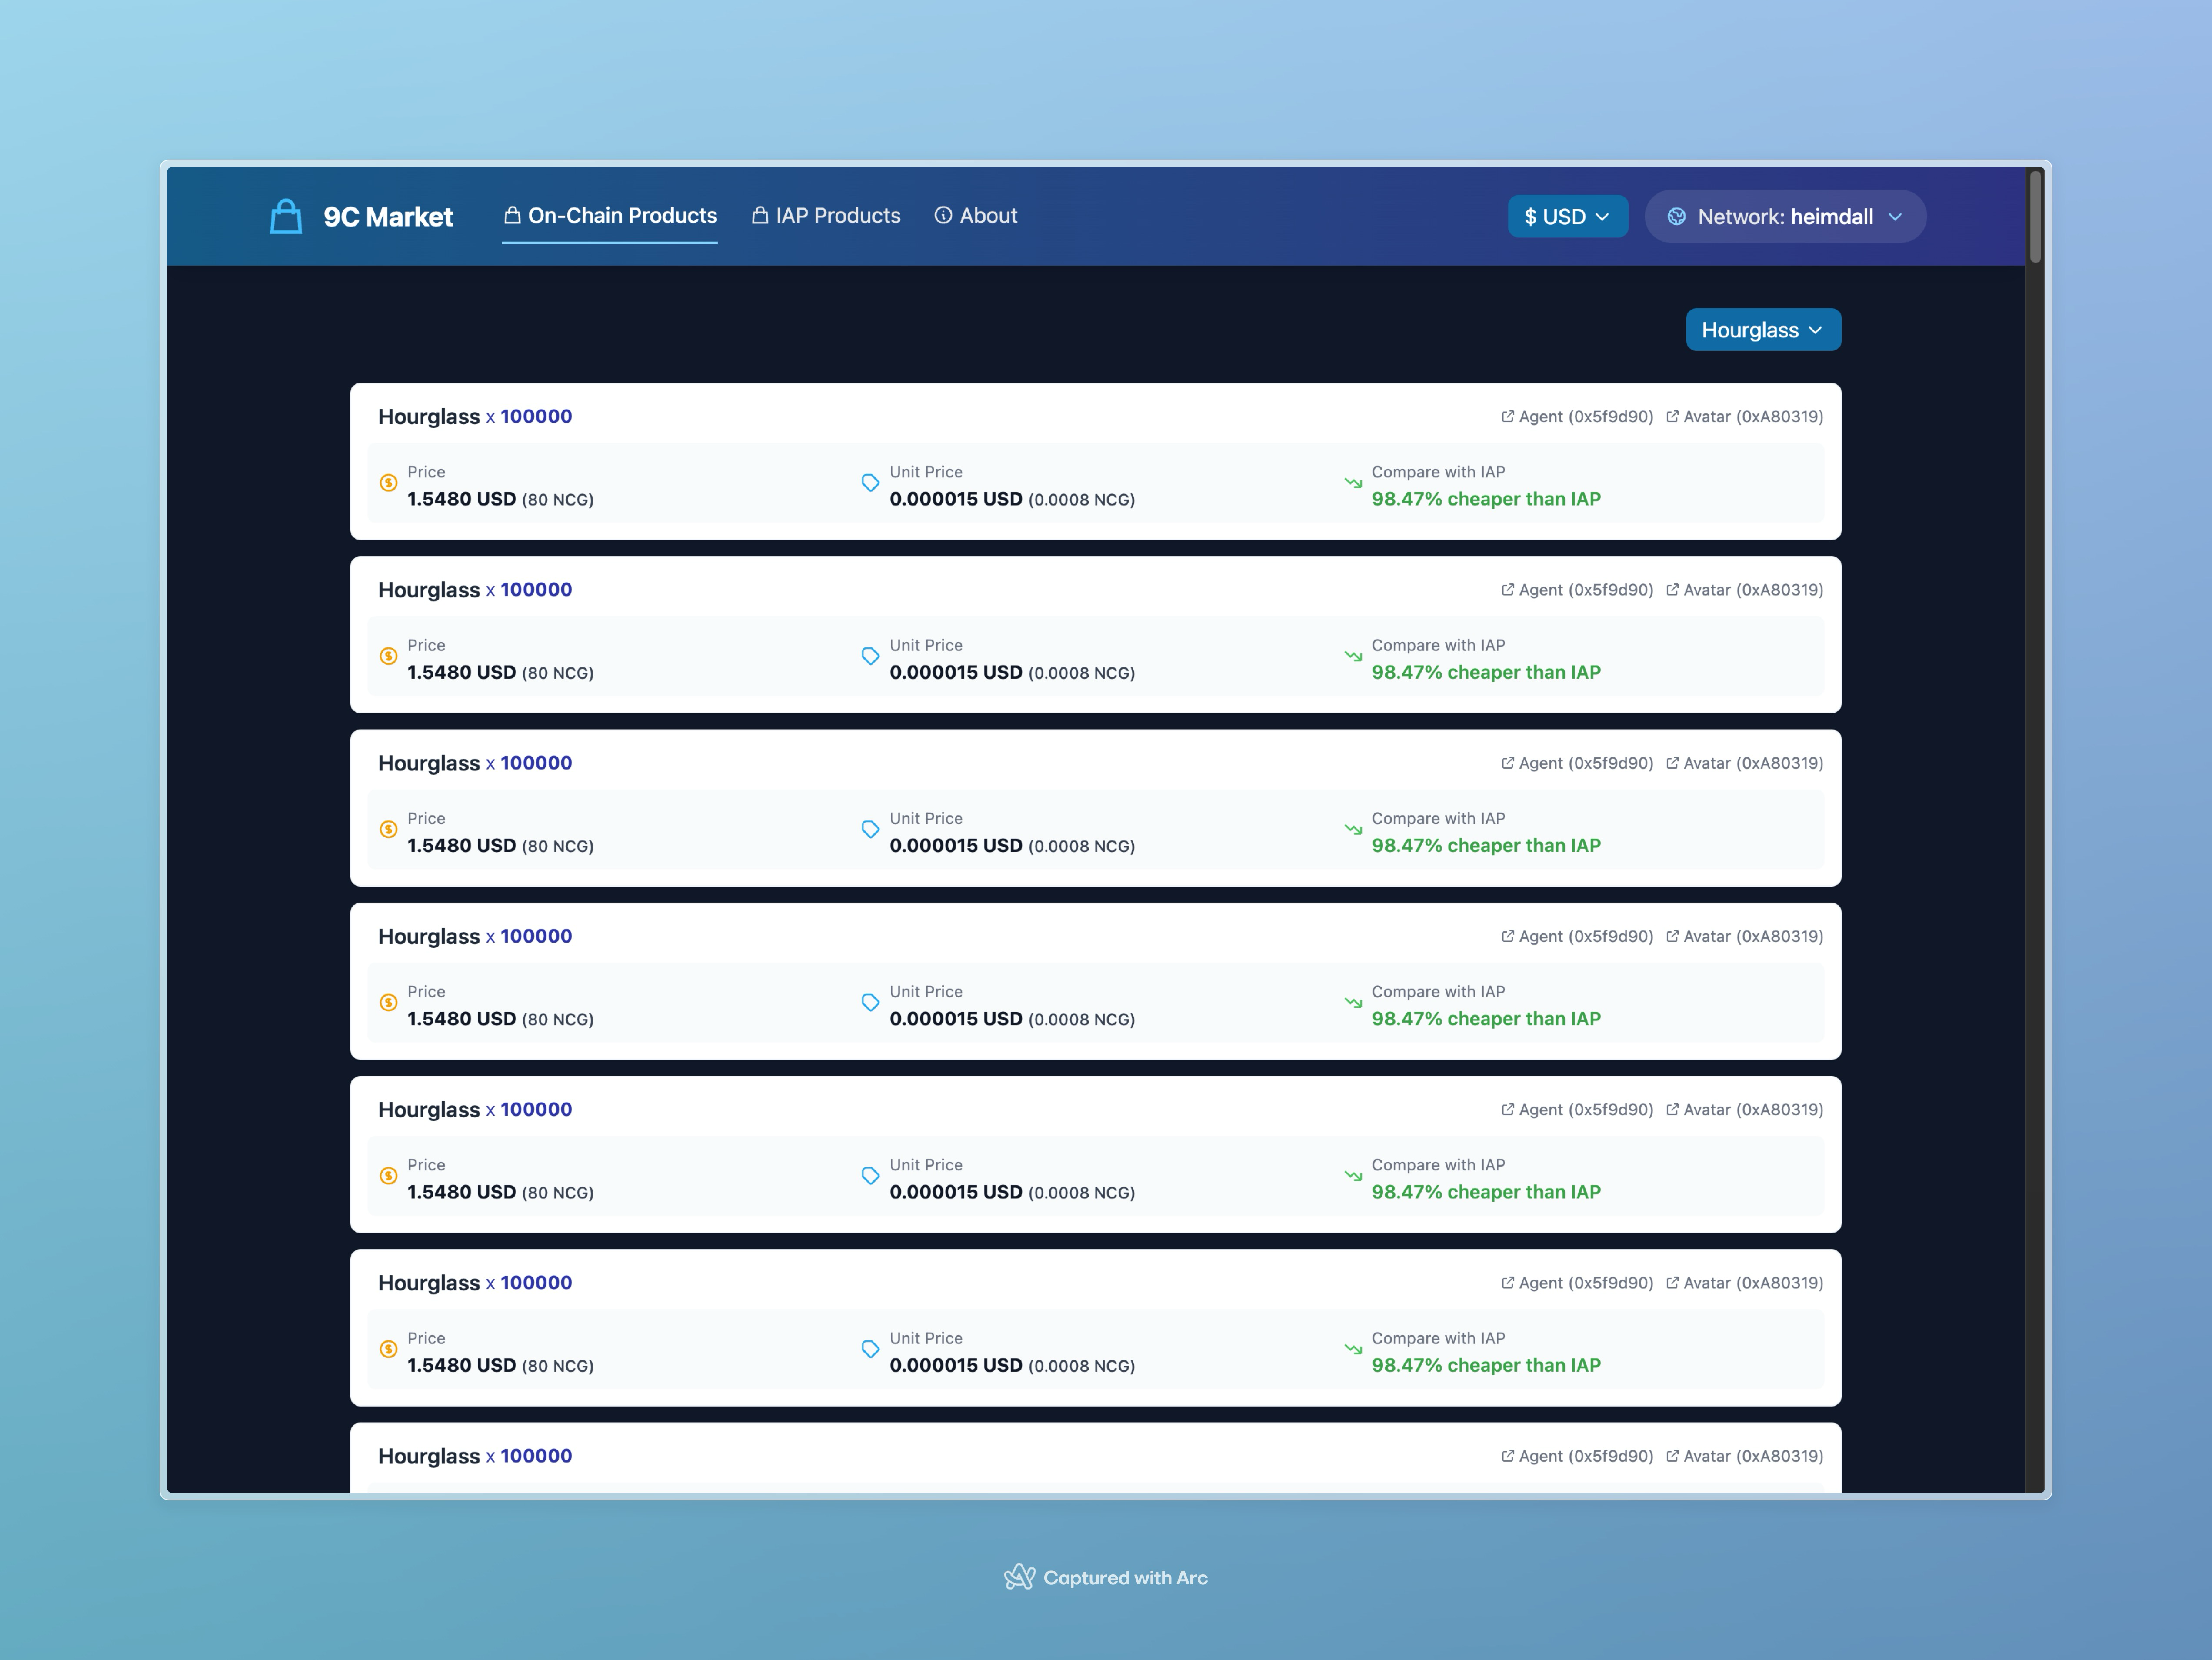 9C Market On-Chain Products IAP Products About $ USD Network: heimdall
Hourglass
Hourglass x 100000 Agent (0x5f9d90) Avatar (0xA80319)
Price Unit Price Compare with IAP
1.5480 USD (80 NCG) 0.000015 USD (0.0008 NCG) 98.47% cheaper than IAP
Hourglass x 100000 Agent (0x5f9d90) Avatar (0xA80319)
Price Unit Price Compare with IAP
1.5480 USD (80 NCG) 0.000015 USD (0.0008 NCG) 98.47% cheaper than IAP
Hourglass x 100000 Agent (0x5f9d90) Avatar (0xA80319)
Price Unit Price Compare with IAP
1.5480 USD (80 NCG) 0.000015 USD (0.0008 NCG) 98.47% cheaper than IAP
Hourglass x 100000 Agent (0x5f9d90) Avatar (0xA80319)
Price Unit Price Compare with IAP
1.5480 USD (80 NCG) 0.000015 USD (0.0008 NCG) 98.47% cheaper than IAP
Hourglass x 100000 Agent (0x5f9d90) Avatar (0xA80319)
Price Unit Price Compare with IAP
1.5480 USD (80 NCG) 0.000015 USD (0.0008 NCG) 98.47% cheaper than IAP
Hourglass x 100000 Agent (0x5f9d90) Avatar (0xA80319)
Price Unit Price Compare with IAP
1.5480 USD (80 NCG) 0.000015 USD (0.0008 NCG) 98.47% cheaper than IAP
Hourglass x 100000 Agent (0x5f9d90) Avatar (0xA80319)
Captured with Arc